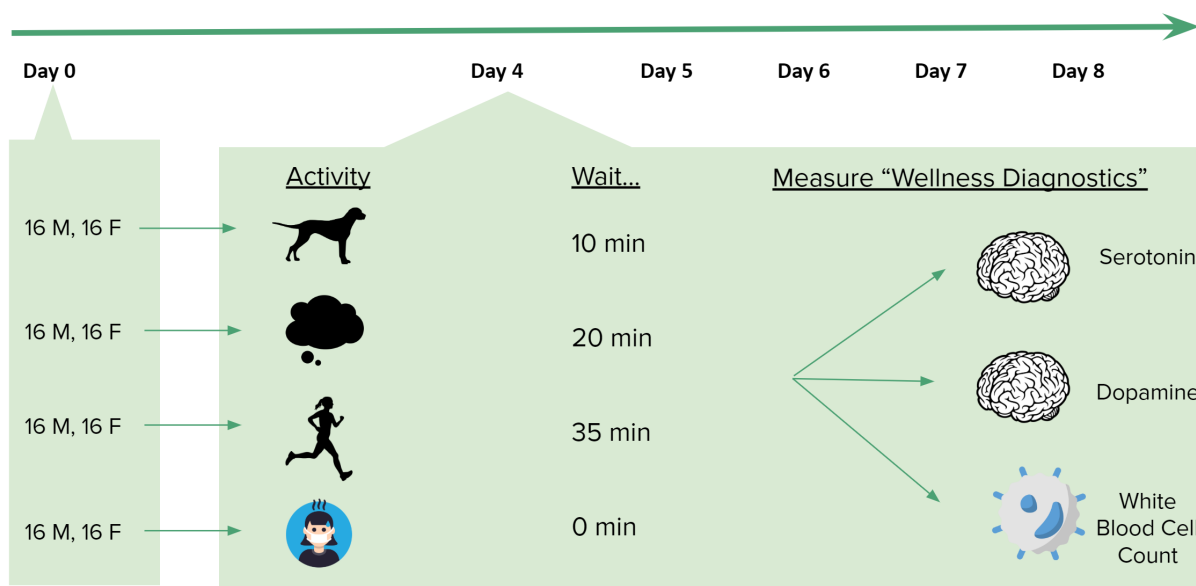 Day 0
Day 4
Day 5
Day 6
Day 7
Day 8
Activity
Wait...
Measure “Wellness Diagnostics”
16 M, 16 F
10 min
Serotonin
16 M, 16 F
20 min
Dopamine
16 M, 16 F
35 min
16 M, 16 F
0 min
White
Blood Cell
Count